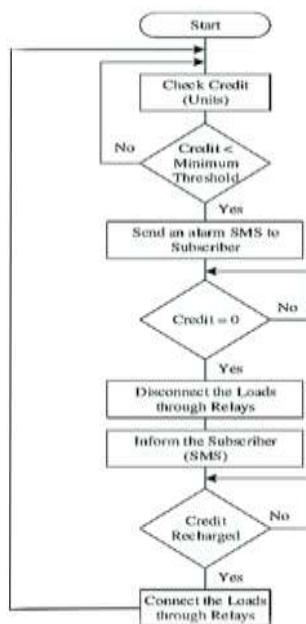 Start
Check Credit
(Units)
No
Credit <
Minimum
Threshold
Yes
Send an alarm SMS to
Subscriber
Credit = 0
No
Yes
Disconnect the Loads
through Relays
Inform the Subscriber
(SMS)
Credit
Recharged
No
Yes
Connect the Loads
through Relays